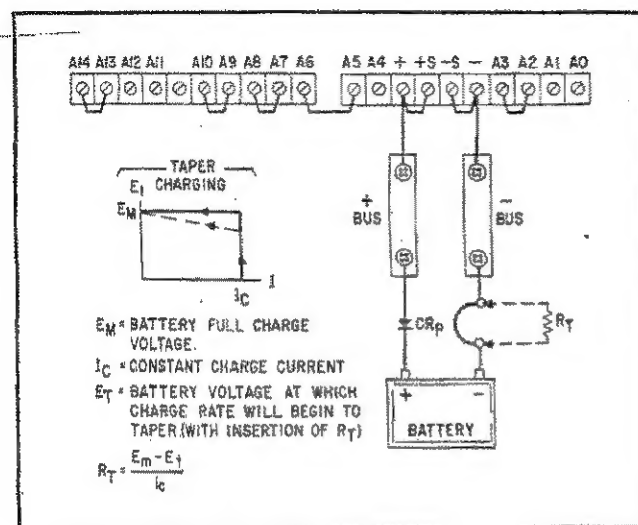 A14 A13 A12 A11 A10 A9 A8 A7 A6 A5 A4 + +S -S - A3 A2 A1 A0
TAPER
CHARGING
E1
EM
I
IC
+
BUS
-
BUS
CRP
RT
+ -
BATTERY
EM = BATTERY FULL CHARGE
VOLTAGE.
IC = CONSTANT CHARGE CURRENT
ET = BATTERY VOLTAGE AT WHICH
CHARGE RATE WILL BEGIN TO
TAPER (WITH INSERTION OF RT)
RT = Em - E1
Ic